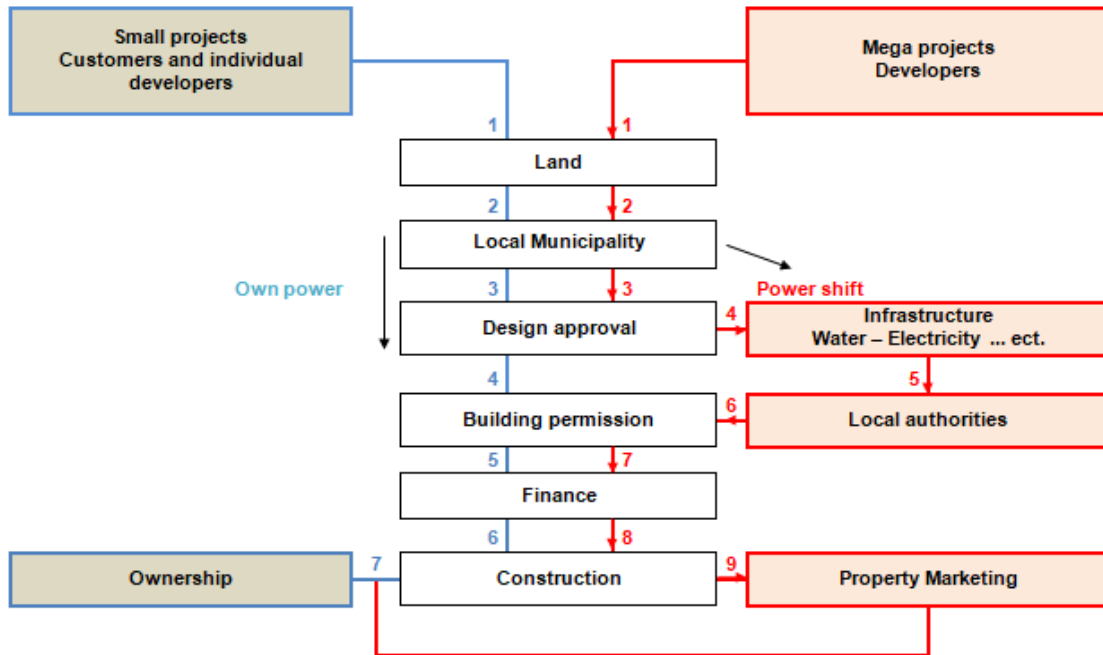 Small projects
Customers and individual
developers
Mega projects
Developers
1
1
Land
2
2
Local Municipality
Own power
3
3
Power shift
Design approval
4
Infrastructure
Water – Electricity ... ect.
4
5
Building permission
6
Local authorities
5
7
Finance
6
8
Ownership
7
Construction
9
Property Marketing